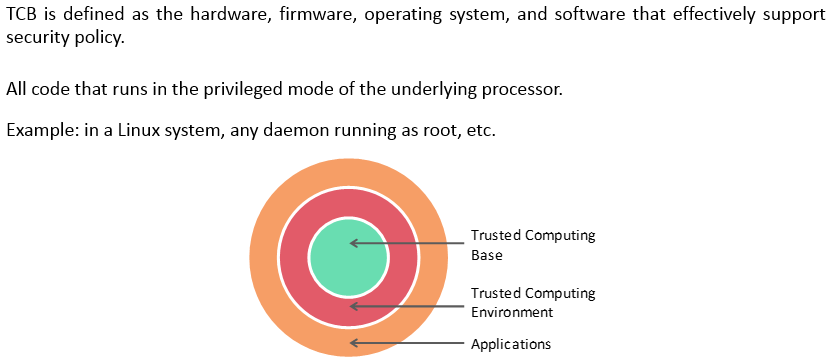 TCB is defined as the hardware, firmware, operating system, and software that effectively support
security policy.
All code that runs in the privileged mode of the underlying processor.
Example: in a Linux system, any daemon running as root, etc.
Trusted Computing
Base
Trusted Computing
Environment
Applications